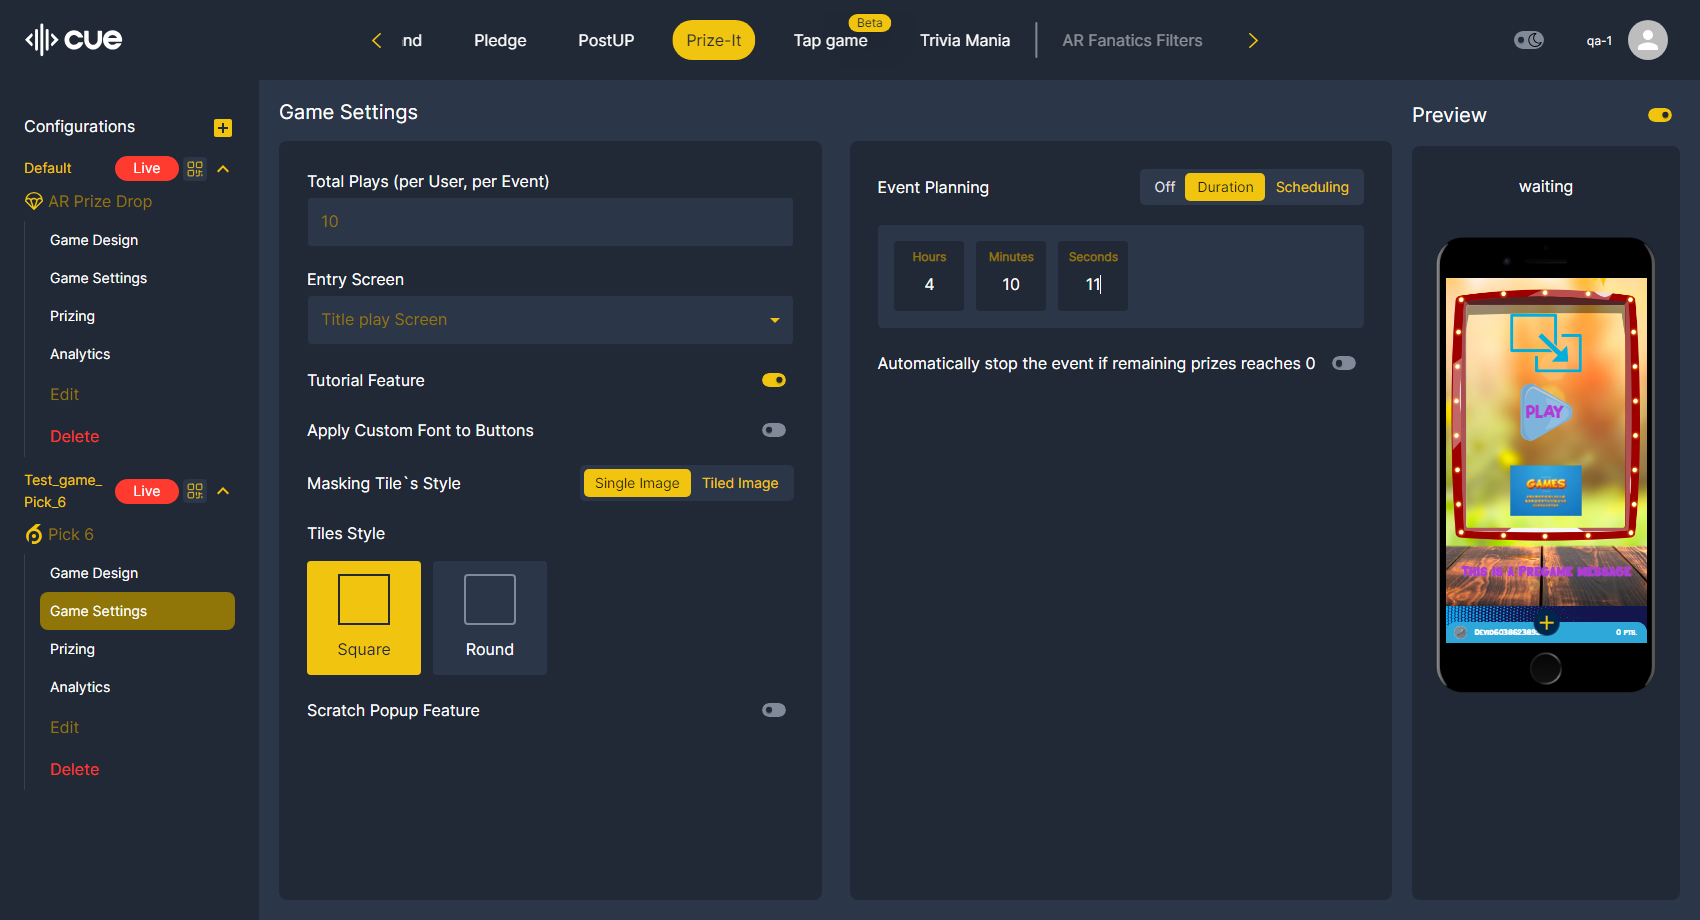 cue
nd
Pledge
PostUP
Prize-It
Beta
Tap game
Trivia Mania
AR Fanatics Filters
qa-1
Configurations
Default
Live
AR Prize Drop
Game Design
Game Settings
Prizing
Analytics
Edit
Delete
Test_game_
Pick_6
Live
Pick 6
Game Design
Game Settings
Prizing
Analytics
Edit
Delete
Game Settings
Total Plays (per User, per Event)
10
Entry Screen
Title play Screen
Tutorial Feature
Apply Custom Font to Buttons
Masking Tile`s Style
Single Image
Tiled Image
Tiles Style
Square
Round
Scratch Popup Feature
Event Planning
Off
Duration
Scheduling
Hours
Minutes
Seconds
4
10
11
Automatically stop the event if remaining prizes reaches 0
Preview
waiting
PLAY
GAMES
This is a Pregame message
0 PTS.